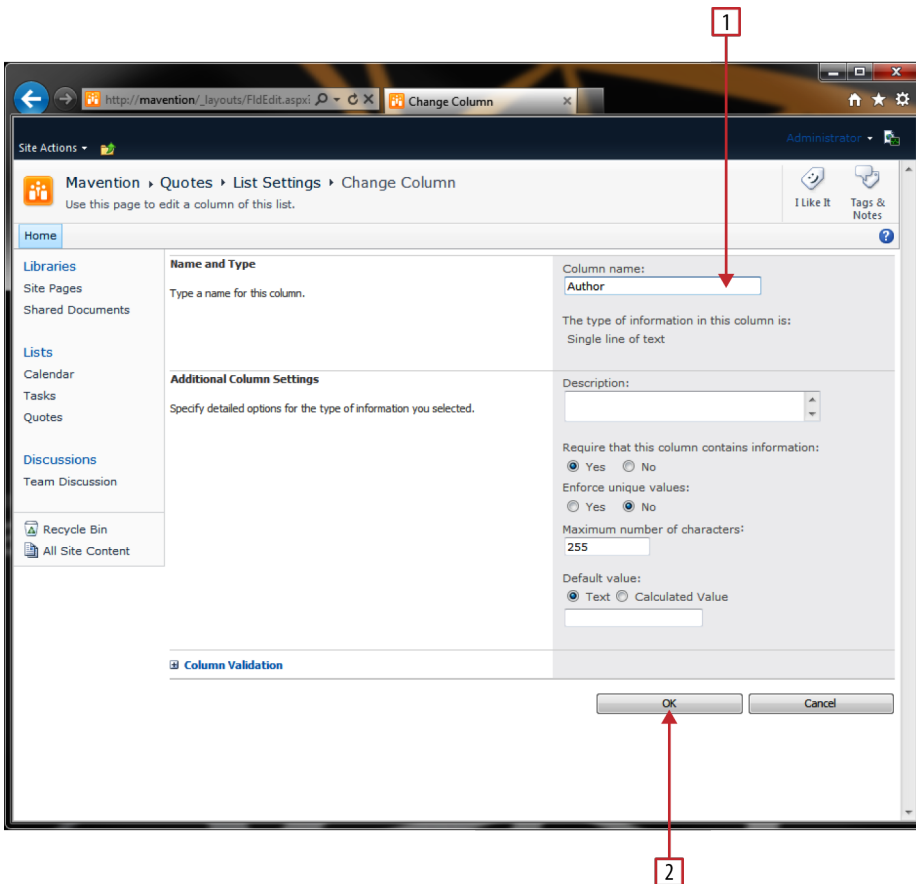 1
http://mavention/_layouts/FldEdit.aspx
Change Column
Administrator
Site Actions
Mavention Quotes List Settings Change Column
Use this page to edit a column of this list.
I Like It
Tags &
Notes
Home
Libraries
Site Pages
Shared Documents
Lists
Calendar
Tasks
Quotes
Discussions
Team Discussion
Recycle Bin
All Site Content
Name and Type
Type a name for this column.
Column name:
Author
The type of information in this column is:
Single line of text
Additional Column Settings
Specify detailed options for the type of information you selected.
Description:
Require that this column contains information:
Yes No
Enforce unique values:
Yes No
Maximum number of characters:
255
Default value:
Text Calculated Value
Column Validation
OK Cancel
2